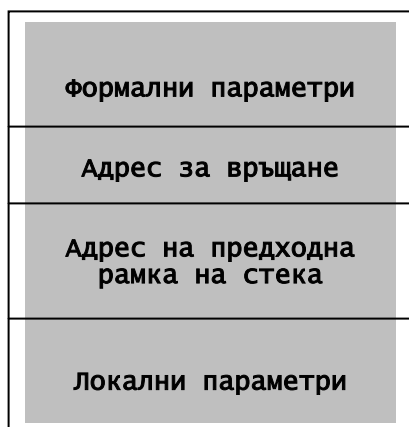 Формални параметри
Адрес за връщане
Адрес на предходна
рамка на стека
Локални параметри